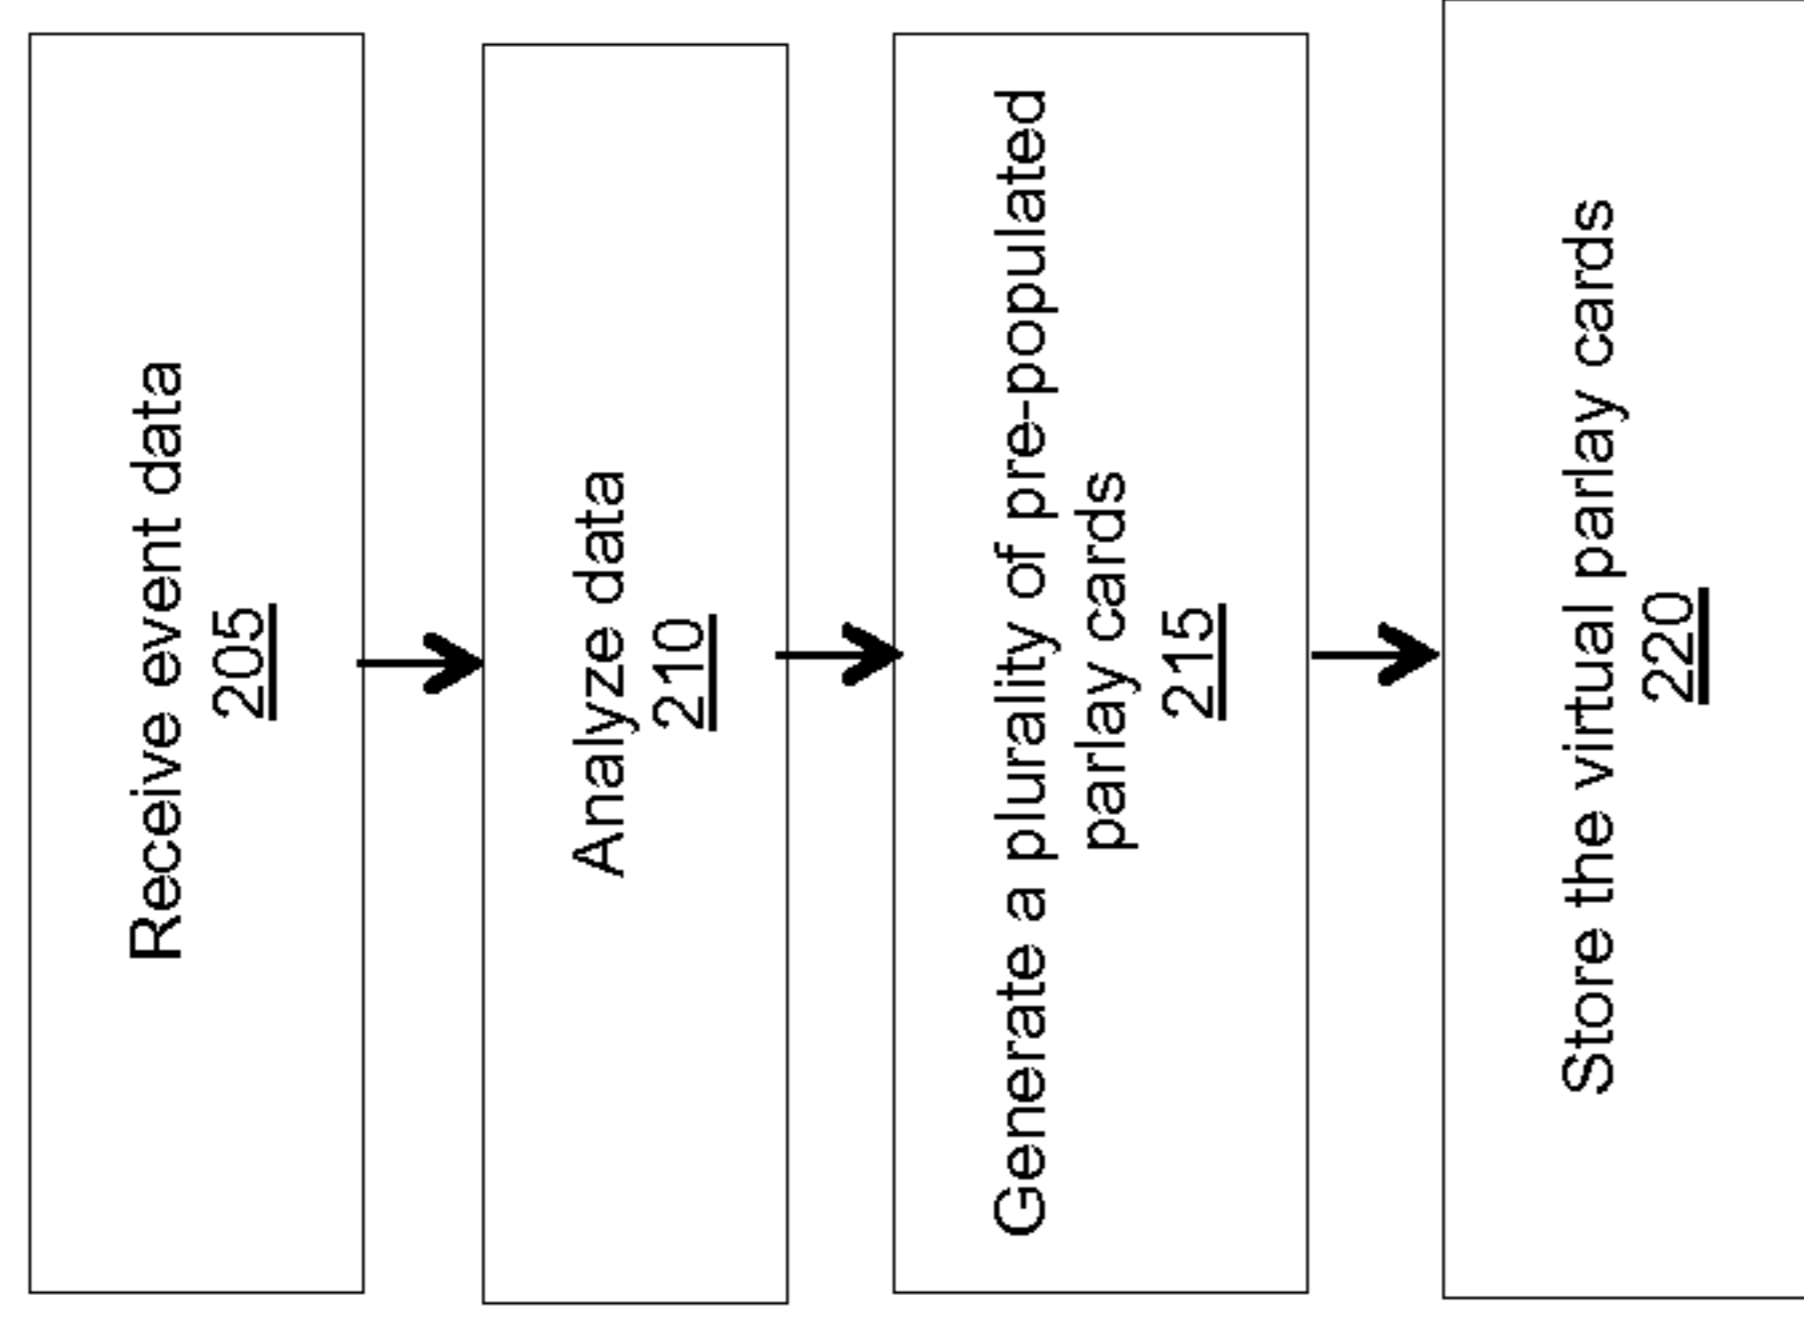 Receive event data
205
Analyze data
210
Generate a plurality of pre-populated
parlay cards
215
Store the virtual parlay cards
220